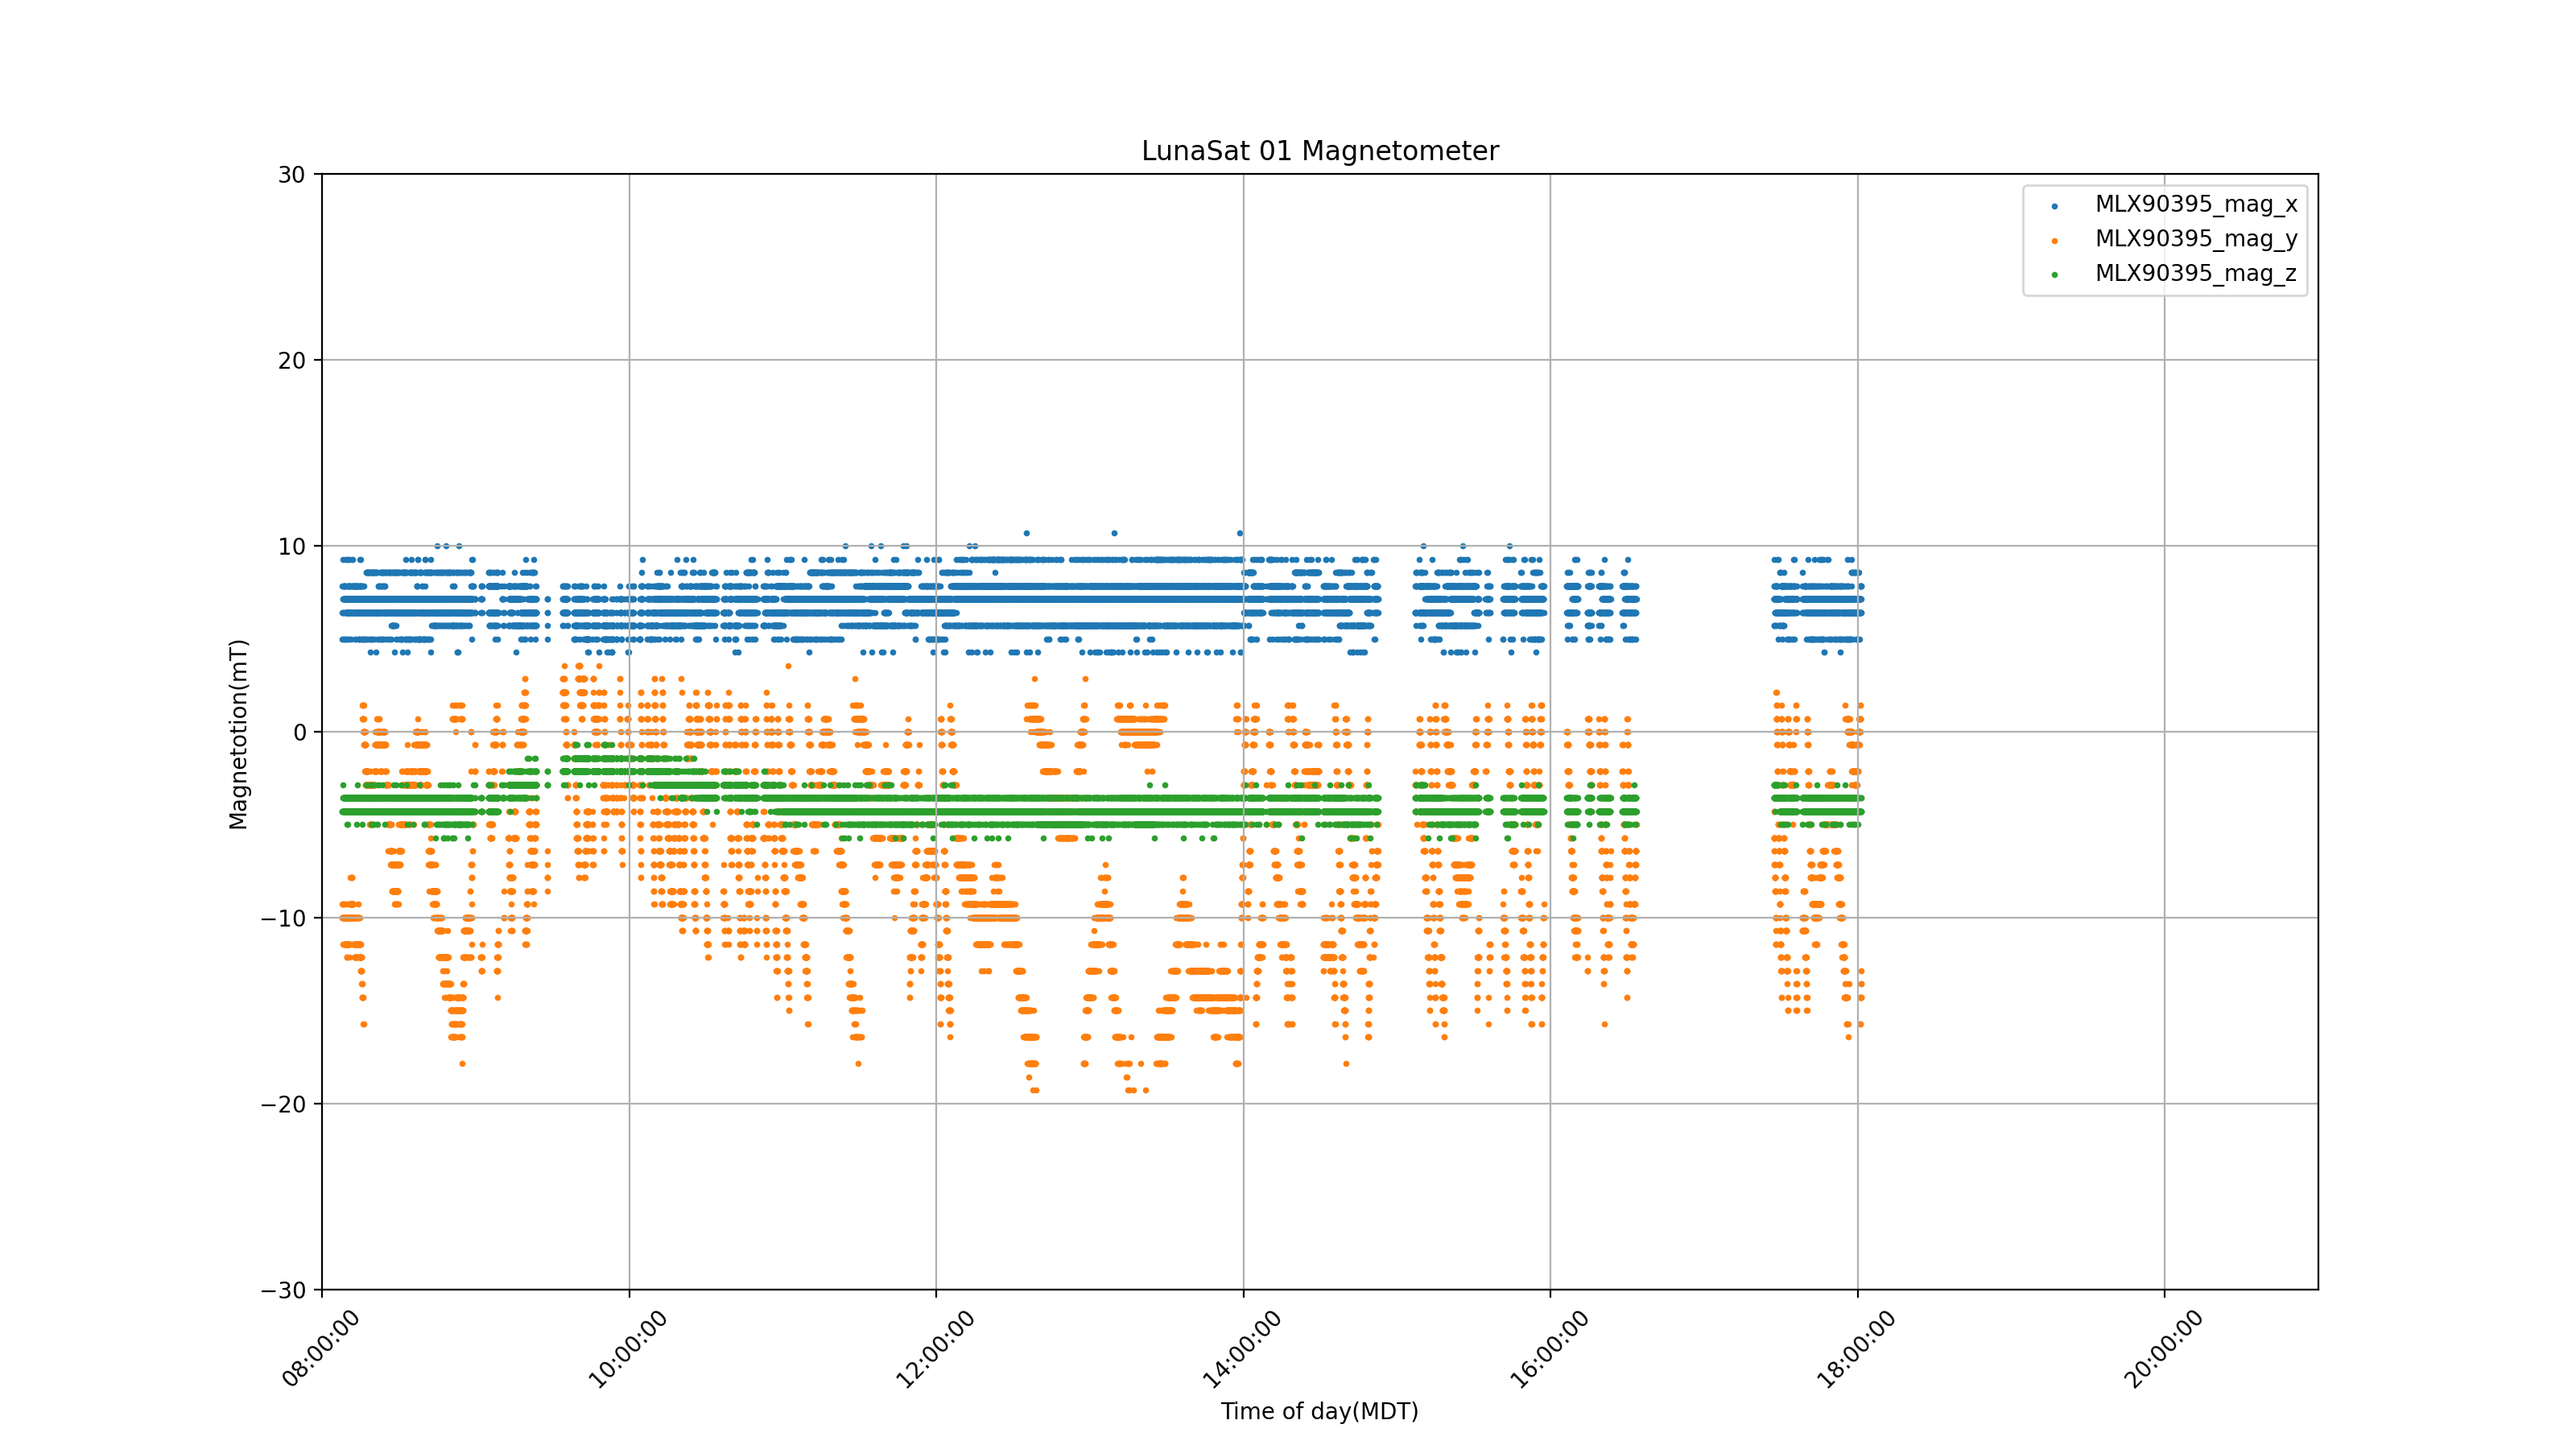 LunaSat 01 Magnetometer
MLX90395_mag_x
MLX90395_mag_y
MLX90395_mag_z
30
20
10
0
−10
−20
−30
Magnetotion(mT)
08:00:00
10:00:00
12:00:00
14:00:00
16:00:00
18:00:00
20:00:00
Time of day(MDT)